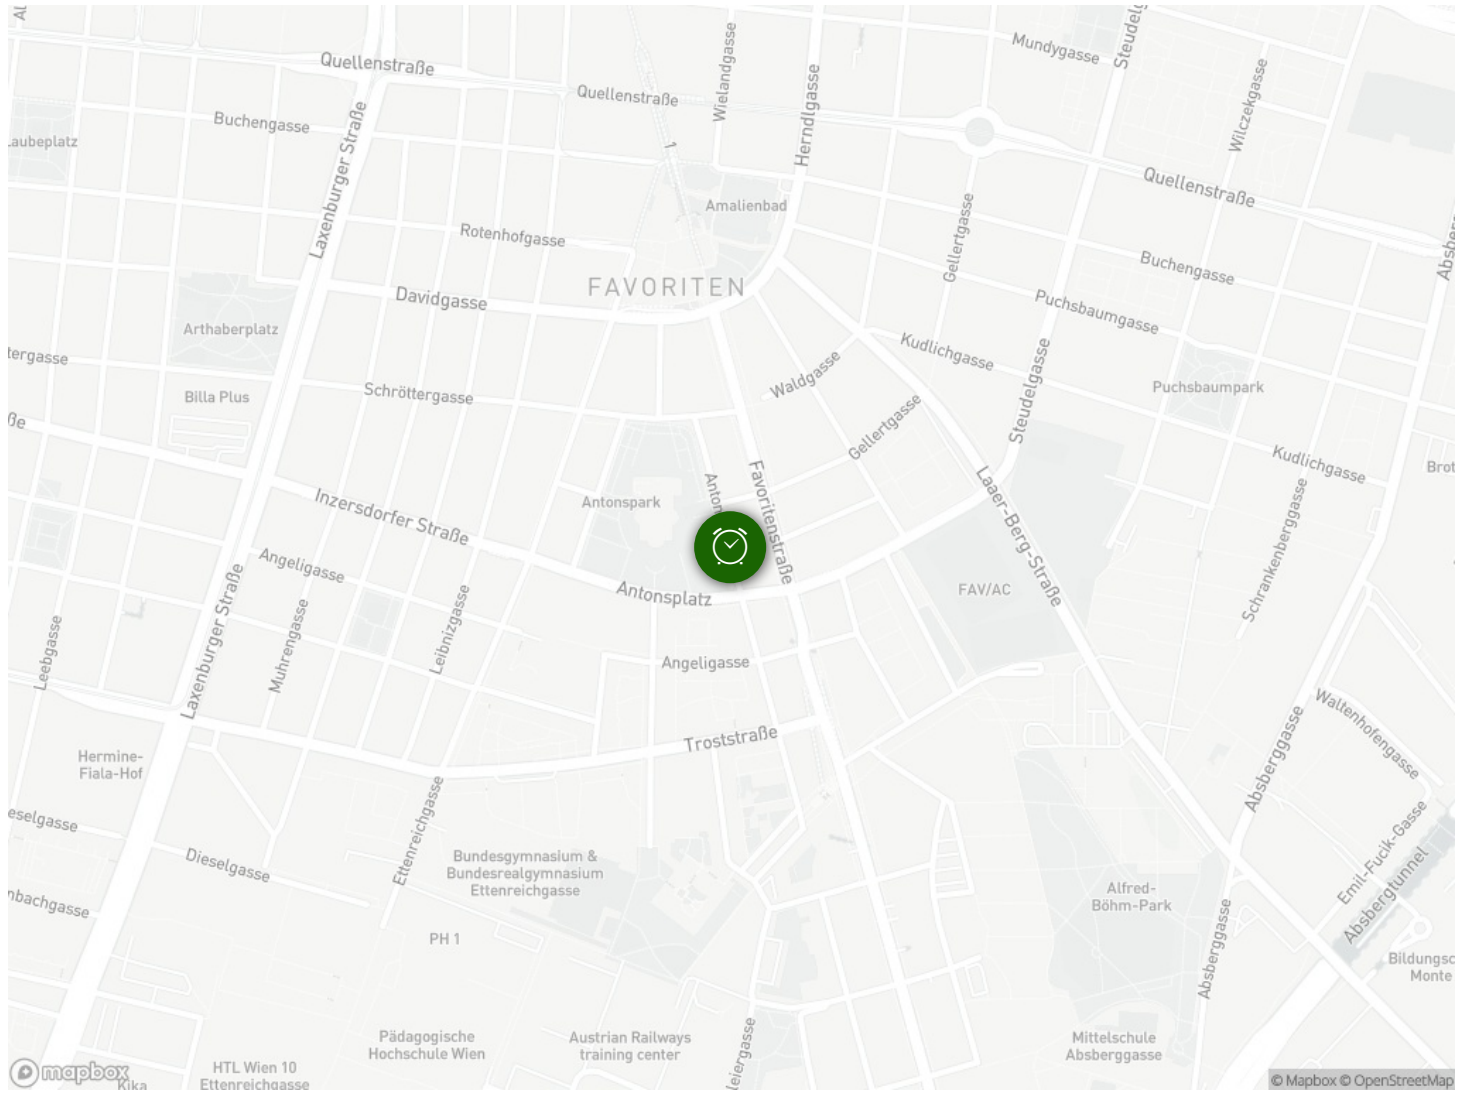 Mundygasse
Quellenstraße
Quellenstraße
Wielandgasse
Herndlgasse
Wilczekgasse
Buchengasse
Laxenburger Straße
1
Quellenstraße
Amalienbad
Rotenhofgasse
Gellertgasse
Buchengasse
FAVORITEN
Davidgasse
Puchsbaumgasse
Arthaberplatz
Kudlichgasse
Waldgasse
Steudelgasse
Puchsbaumpark
Schröttergasse
Billa Plus
Gellertgasse
Kudlichgasse
Inzersdorfer Straße
Antonspark
Favoritenstraße
Laaer-Berg-Straße
Schrankenberggasse
Angeligasse
Antonsplatz
FAV/AC
Laxenburger Straße
Leebgasse
Muhrengasse
Leibnizgasse
Angeligasse
Troststraße
Absberggasse
Waltenhofengasse
Hermine-
Fiala-Hof
Ettenreichgasse
Dieselgasse
Bundesgymnasium &
Bundesrealgymnasium
Ettenreichgasse
Emil-Fucik-Gasse
Absbergtunnel
Alfred-
Böhm-Park
Absberggasse
PH 1
Pädagogische
Hochschule Wien
Austrian Railways
training center
Mittelschule
Absberggasse
HTL Wien 10
Ettenreichgasse
Kika
mapbox
© Mapbox © OpenStreetMap